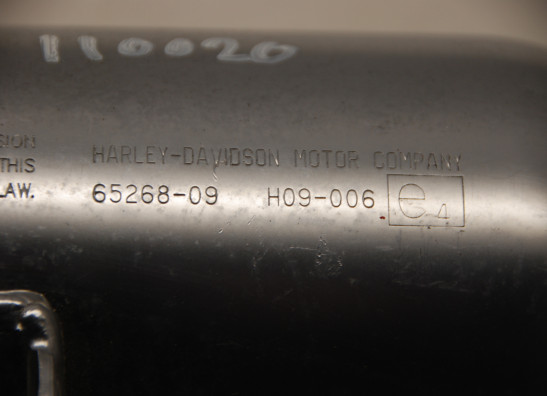 110020
SION
THIS
LAW.
HARLEY-DAVIDSON MOTOR COMPANY
65268-09 H09-006 e4